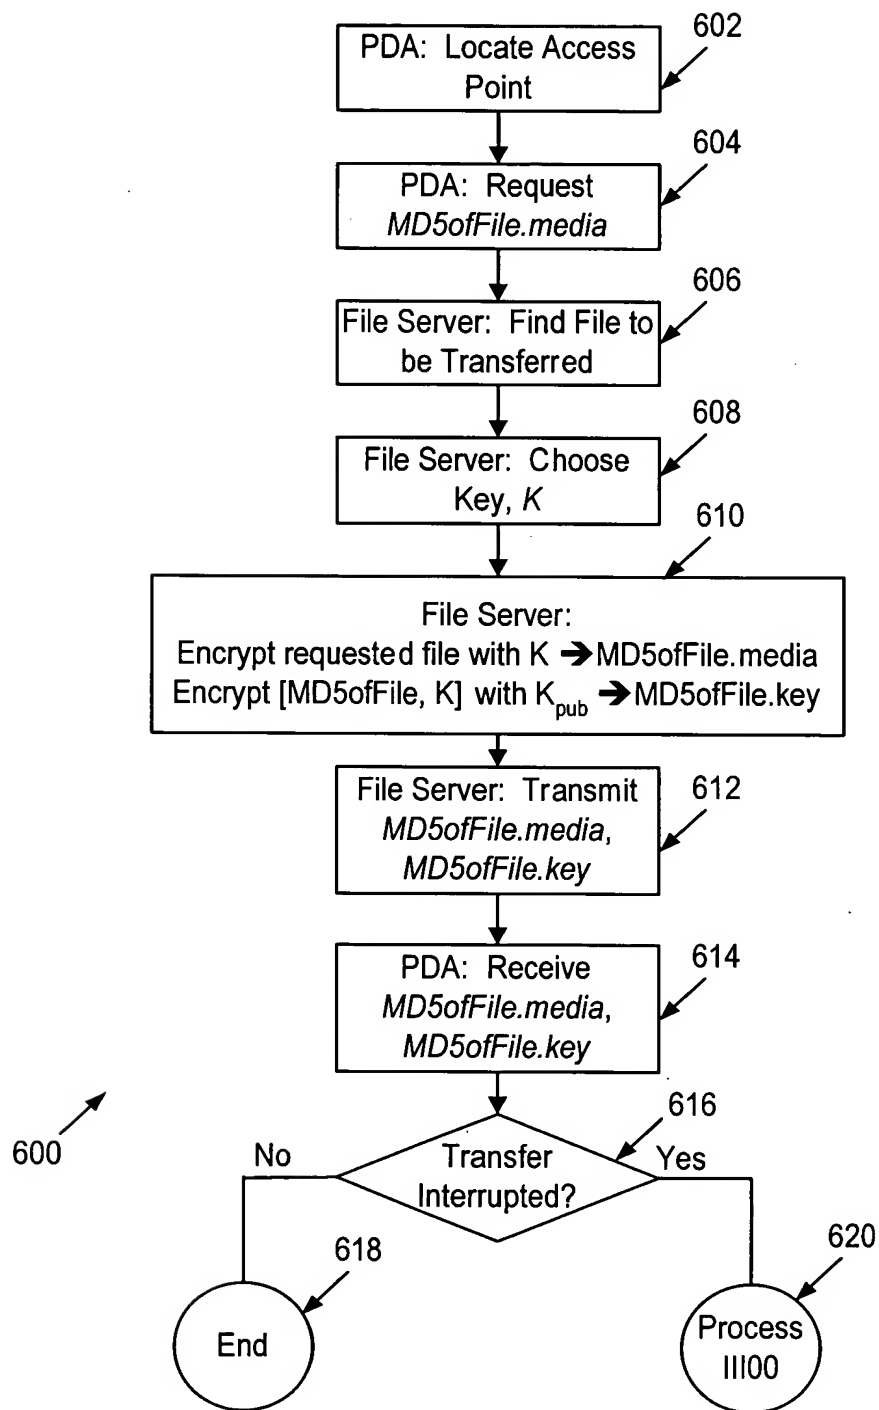 602
PDA: Locate Access
Point
604
PDA: Request
MD5ofFile.media
606
File Server: Find File to
be Transferred
608
File Server: Choose
Key, K
610
File Server:
Encrypt requested file with K ➔MD5ofFile.media
Encrypt [MD5ofFile, K] with Kpub ➔MD5ofFile.key
612
File Server: Transmit
MD5ofFile.media,
MD5ofFile.key
614
PDA: Receive
MD5ofFile.media,
MD5ofFile.key
616
600
No
Transfer
Interrupted?
Yes
618
End
620
Process
III00